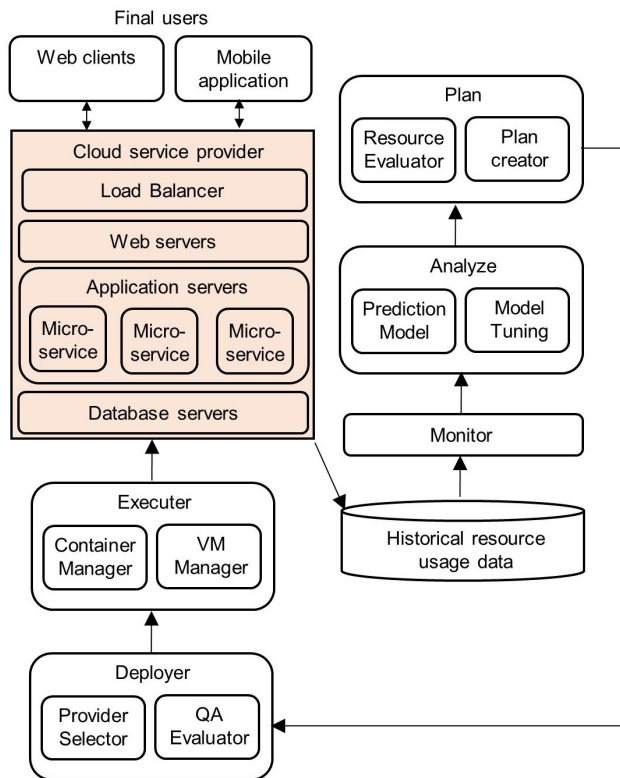 Final users
Web clients
Mobile
application
Cloud service provider
Load Balancer
Web servers
Application servers
Micro-
service
Micro-
service
Micro-
service
Database servers
Executer
Container
Manager
VM
Manager
Deployer
Provider
Selector
QA
Evaluator
Plan
Resource
Evaluator
Plan
creator
Analyze
Prediction
Model
Model
Tuning
Monitor
Historical resource
usage data